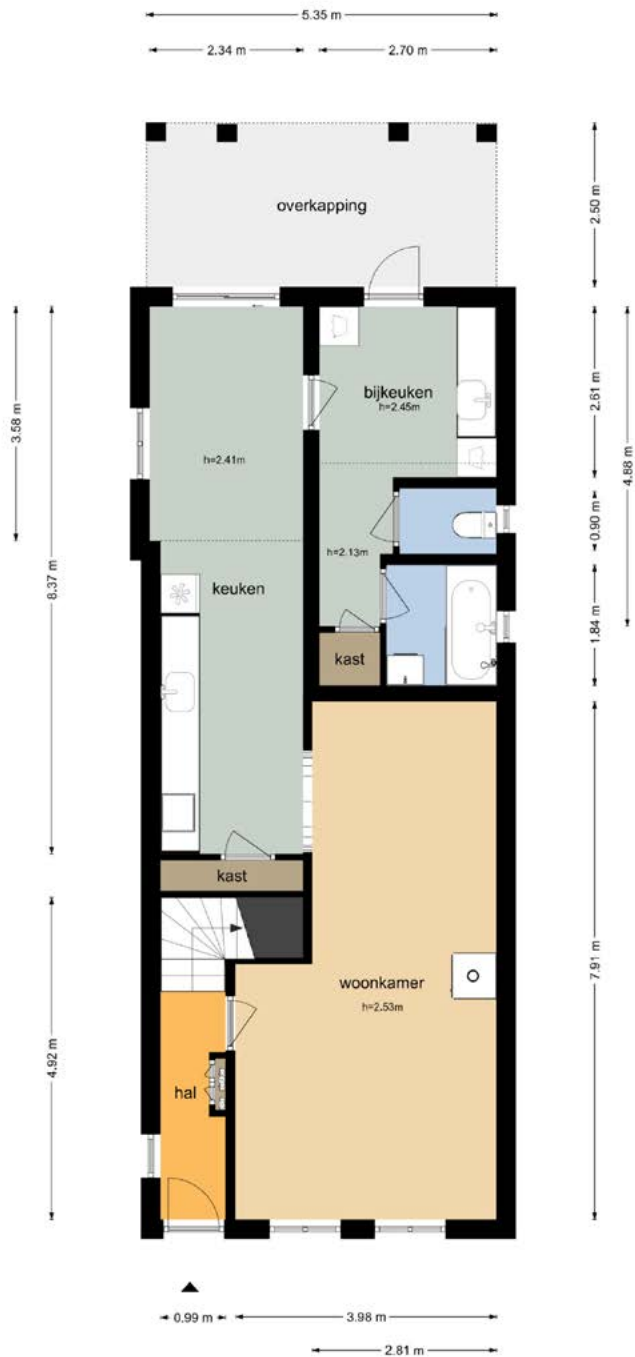 5.35 m
2.34 m
2.70 m
overkapping
2.50 m
3.58 m
8.37 m
bijkeuken
h=2.45m
h=2.41m
2.61 m
4.88 m
0.90 m
h=2.13m
keuken
1.84 m
kast
kast
4.92 m
woonkamer
h=2.53m
7.91 m
hal
0.99 m
3.98 m
2.81 m